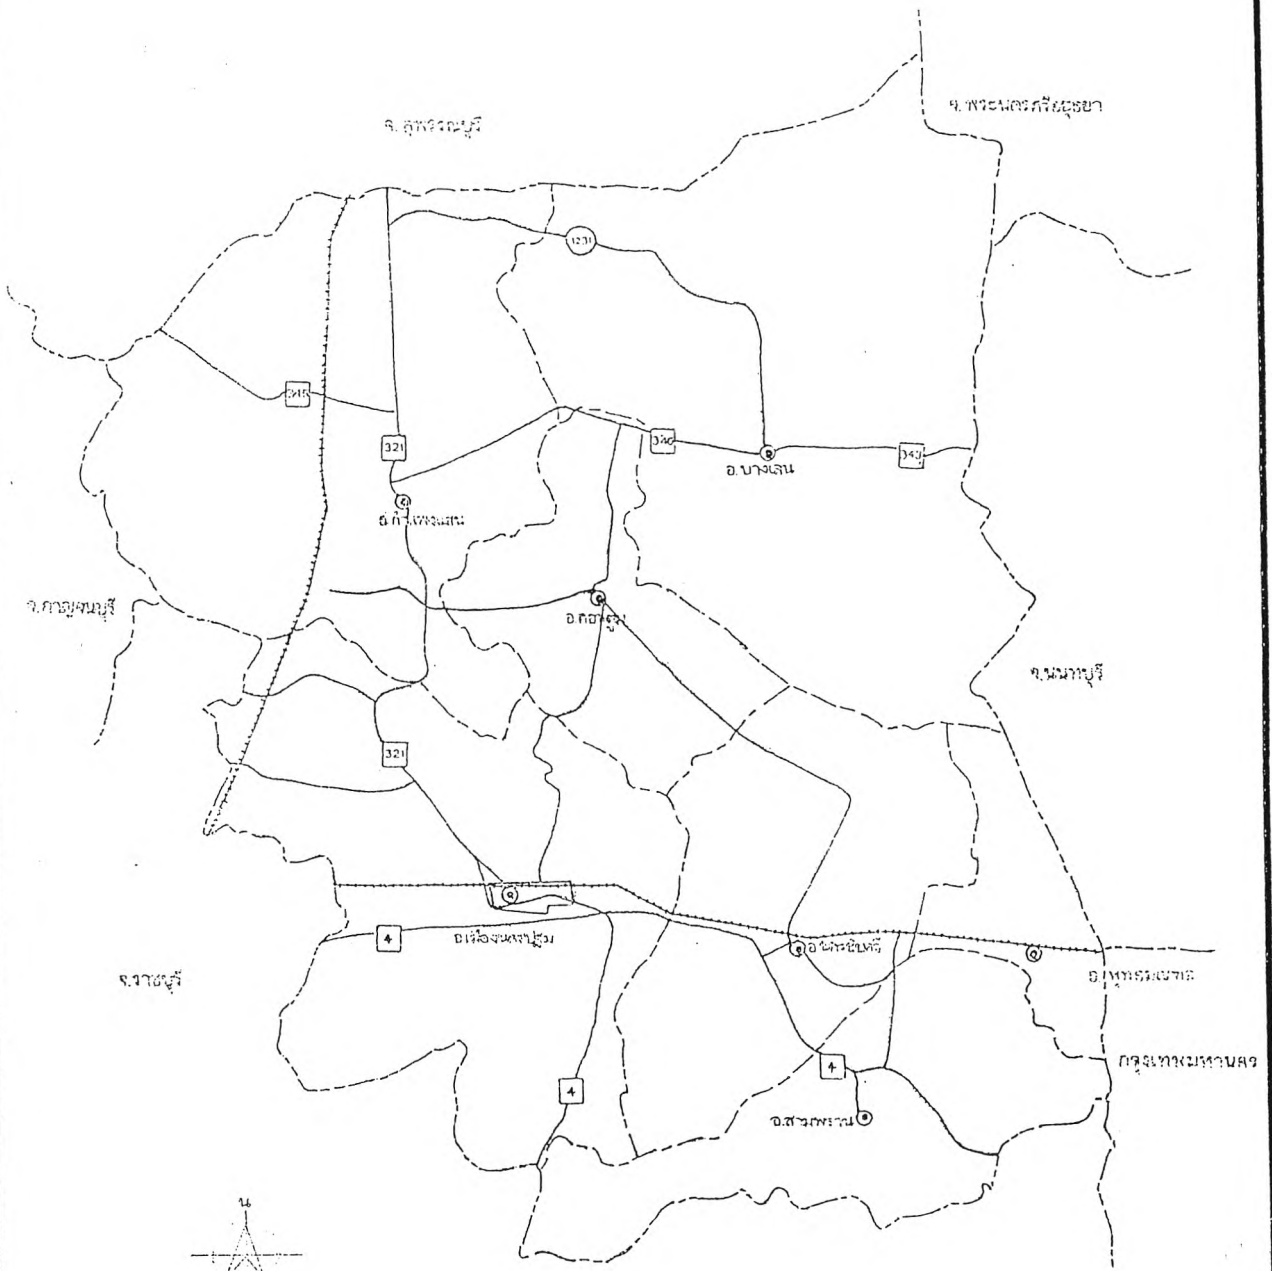 จ. สุพรรณบุรี
จ. พระนครศรีอยุธยา
3231
346
321
346
อ. บางเลน
อ. กำแพงแสน
จ. กาญจนบุรี
อ. ดอนตูม
จ. นนทบุรี
321
4
อ. เมืองนครปฐม
อ. นครชัยศรี
อ. พุทธมณฑล
จ. ราชบุรี
กรุงเทพมหานคร
4
4
อ. สามพราน
น